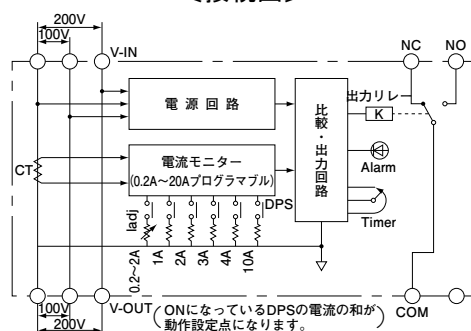 200V
100V
V-IN
NC
NO
電源回路
出力リレー
K
CT
電流モニター
(0.2A〜20Aプログラマブル)
比較・出力回路
Alarm
Timer
DPS
Iadj
0.2〜2A
1A
2A
3A
4A
10A
COM
100V
200V
V-OUT
(ONになっているDPSの電流の和が
動作設定点になります。)